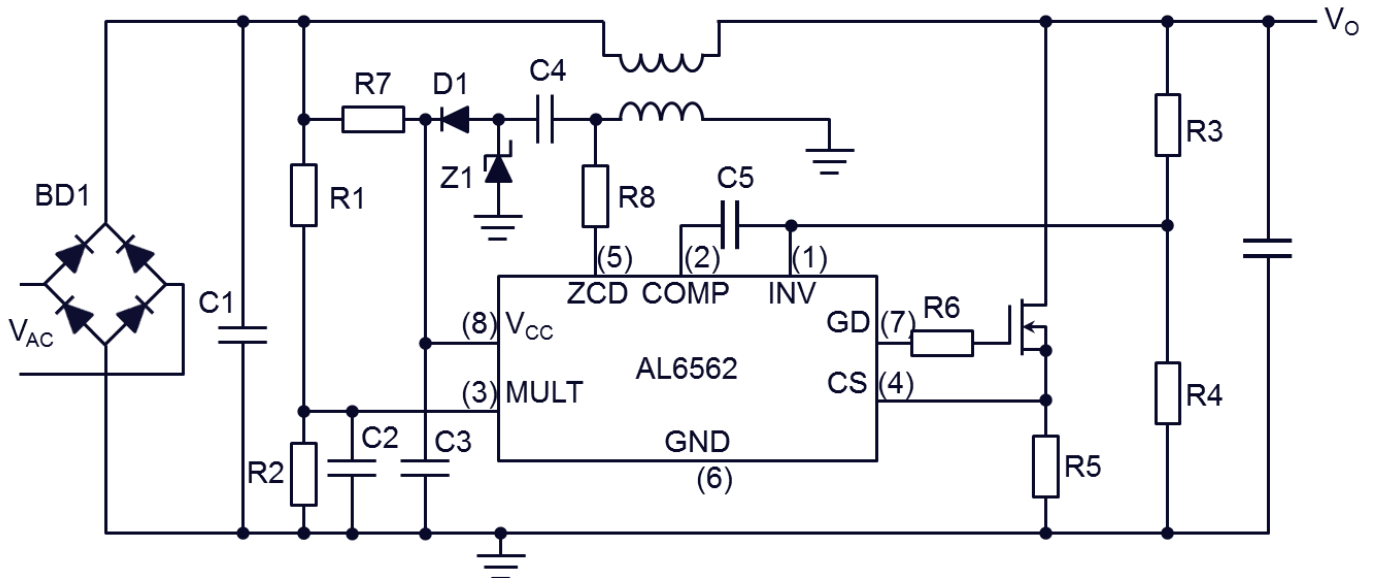 V_O
C4
R7
D1
R3
Z1
R8
C5
BD1
R1
(5)
(2)
(1)
ZCD
COMP
INV
C1
V_AC
(8)
V_CC
GD
(7)
R6
AL6562
(3)
MULT
CS
(4)
R4
C2
C3
GND
R2
R5
(6)